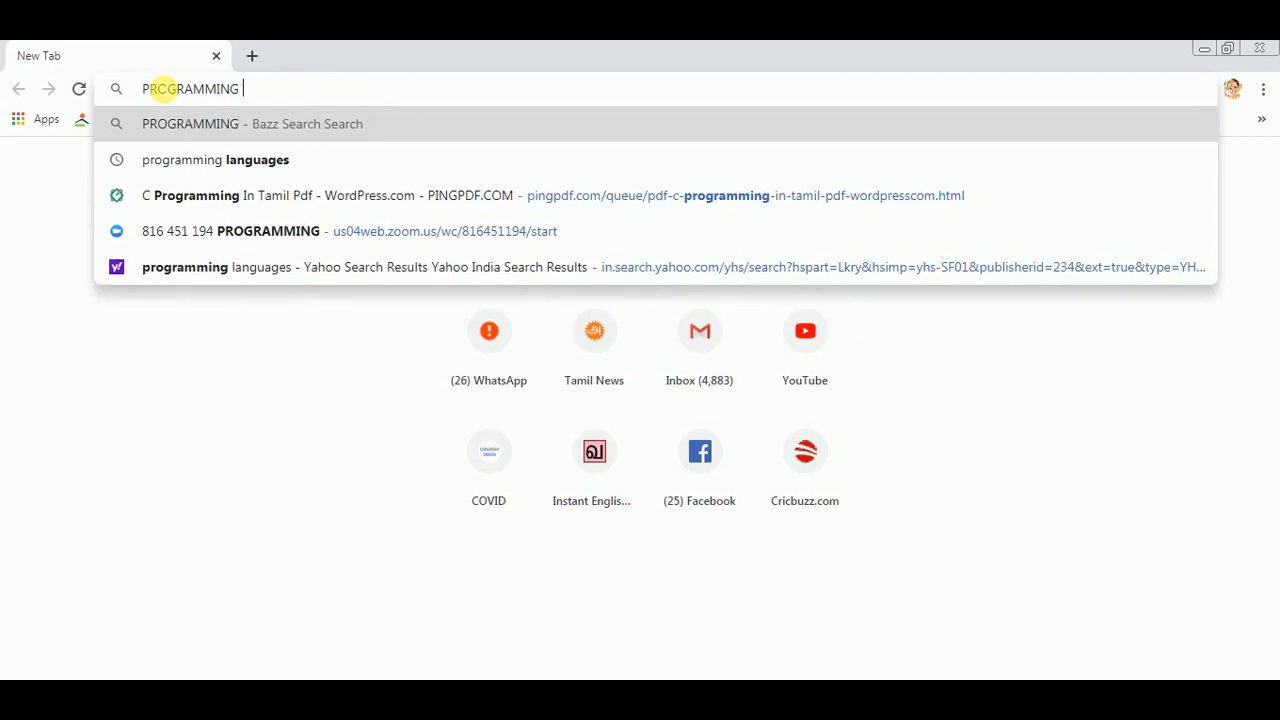 New Tab
PROGRAMMING
Apps
PROGRAMMING - Bazz Search Search
programming languages
C Programming In Tamil Pdf - WordPress.com - PINGPDF.COM - pingpdf.com/queue/pdf-c-programming-in-tamil-pdf-wordpresscom.html
816 451 194 PROGRAMMING - us04web.zoom.us/wc/816451194/start
programming languages - Yahoo Search Results Yahoo India Search Results - in.search.yahoo.com/yhs/search?hspart=Lkry&hsimp=yhs-SF01&publisherid=234&ext=true&type=YH...
(26) WhatsApp
Tamil News
Inbox (4,883)
YouTube
வ
COVID
Instant Englis...
(25) Facebook
Cricbuzz.com